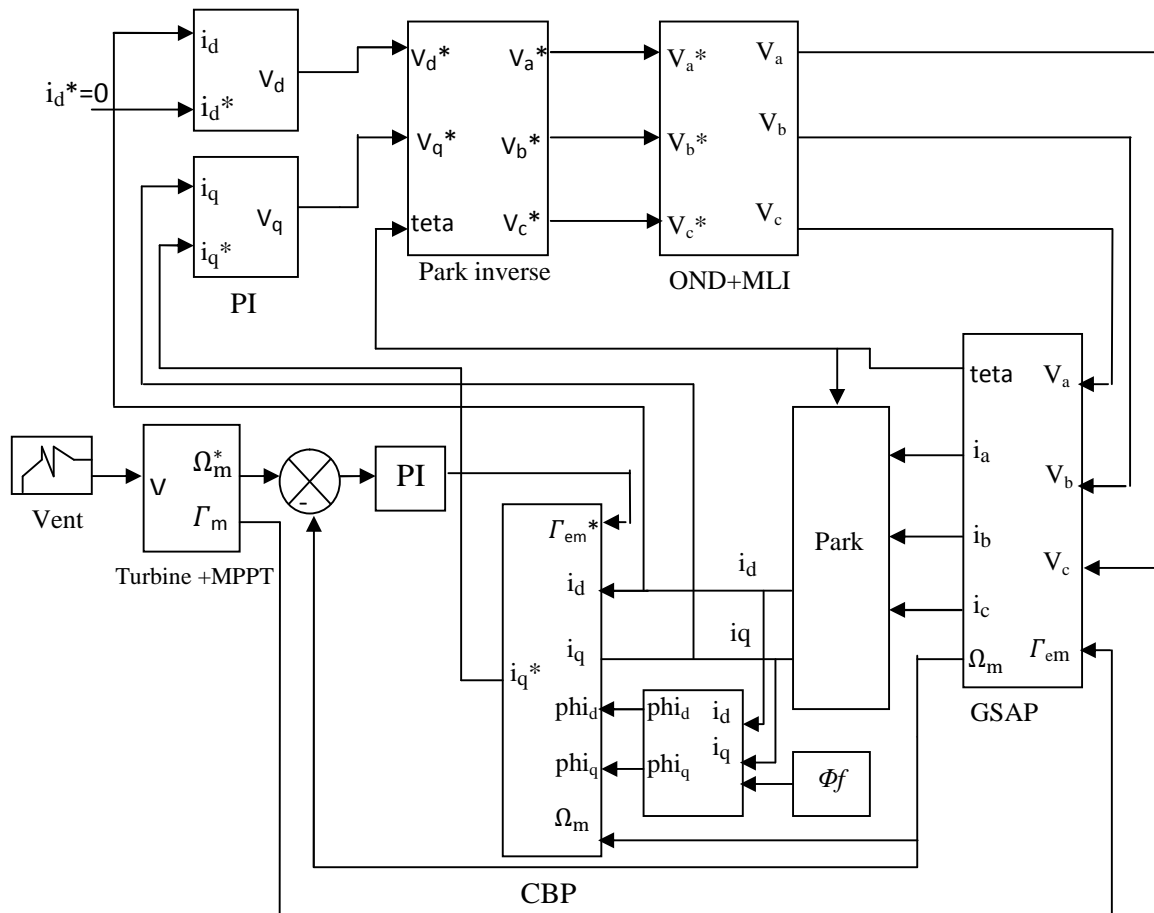 i_d
V_d
i_d*=0
i_d*
i_q
V_q
i_q*
PI
V_d*
V_a*
V_q*
V_b*
teta
V_c*
Park inverse
V_a*
V_a
V_b*
V_b
V_c*
V_c
OND+MLI
teta
V_a
i_a
V_b
i_b
V_c
i_c
Ω_m
Γ_em
GSAP
Park
Vent
V
Ω_m^*
Γ_m
Turbine +MPPT
-
PI
Γ_em*
i_d
i_q
i_q*
phi_d
phi_q
Ω_m
CBP
i_d
iq
phi_d
i_d
i_q
phi_q
Φf